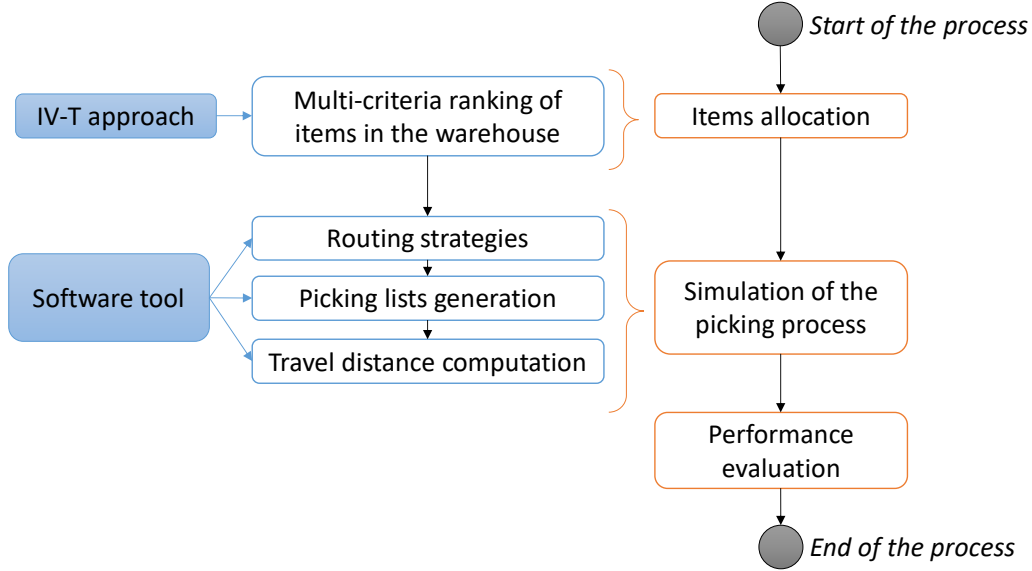 Start of the process
IV-T approach
Multi-criteria ranking of
items in the warehouse
Items allocation
Routing strategies
Software tool
Picking lists generation
Travel distance computation
Simulation of the
picking process
Performance
evaluation
End of the process